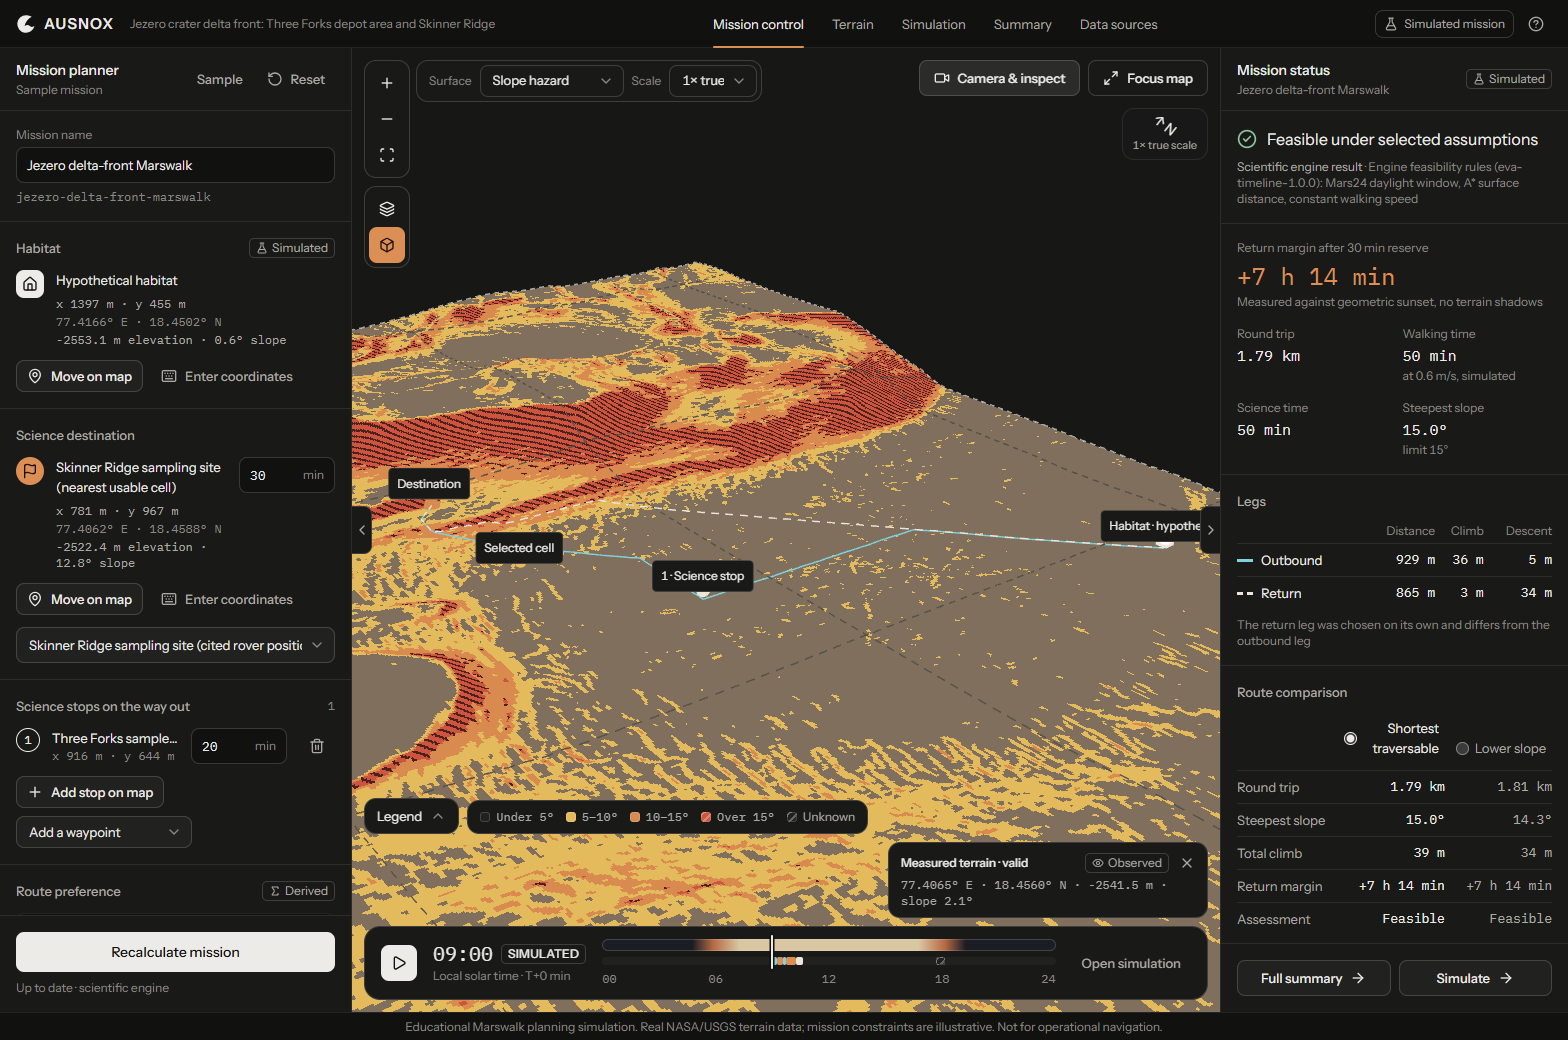 AUSNOX
Jezero crater delta front: Three Forks depot area and Skinner Ridge
Mission control
Terrain
Simulation
Summary
Data sources
Simulated mission
Mission planner
Sample mission
Sample
Reset
Mission name
Jezero delta-front Marswalk
jezero-delta-front-marswalk
Habitat
Simulated
Hypothetical habitat
x 1397 m · y 455 m
77.4166° E · 18.4502° N
-2553.1 m elevation · 0.6° slope
Move on map
Enter coordinates
Science destination
Skinner Ridge sampling site
(nearest usable cell)
30 min
x 781 m · y 967 m
77.4062° E · 18.4588° N
-2522.4 m elevation ·
12.8° slope
Move on map
Enter coordinates
Skinner Ridge sampling site (cited rover positic
Science stops on the way out
1
1
Three Forks sample...
x 916 m · y 644 m
20 min
Add stop on map
Add a waypoint
Route preference
Derived
Recalculate mission
Up to date · scientific engine
Surface
Slope hazard
Scale
1× true
Camera & inspect
Focus map
N
1× true scale
Destination
Selected cell
1 · Science stop
Habitat · hypothe
Legend
Under 5°
5–10°
10–15°
Over 15°
Unknown
Measured terrain · valid
Observed
77.4065° E · 18.4560° N · -2541.5 m ·
slope 2.1°
09:00 SIMULATED
Local solar time · T+0 min
00
06
12
18
24
Open simulation
Mission status
Jezero delta-front Marswalk
Simulated
Feasible under selected assumptions
Scientific engine result · Engine feasibility rules (eva-
timeline-1.0.0): Mars24 daylight window, A* surface
distance, constant walking speed
Return margin after 30 min reserve
+7 h 14 min
Measured against geometric sunset, no terrain shadows
Round trip
1.79 km
Walking time
50 min
at 0.6 m/s, simulated
Science time
50 min
Steepest slope
15.0°
limit 15°
Legs
Distance Climb Descent
Outbound 929 m 36 m 5 m
Return 865 m 3 m 34 m
The return leg was chosen on its own and differs from the
outbound leg
Route comparison
Shortest
traversable
Lower slope
Round trip 1.79 km 1.81 km
Steepest slope 15.0° 14.3°
Total climb 39 m 34 m
Return margin +7 h 14 min +7 h 14 min
Assessment Feasible Feasible
Full summary
Simulate
Educational Marswalk planning simulation. Real NASA/USGS terrain data; mission constraints are illustrative. Not for operational navigation.